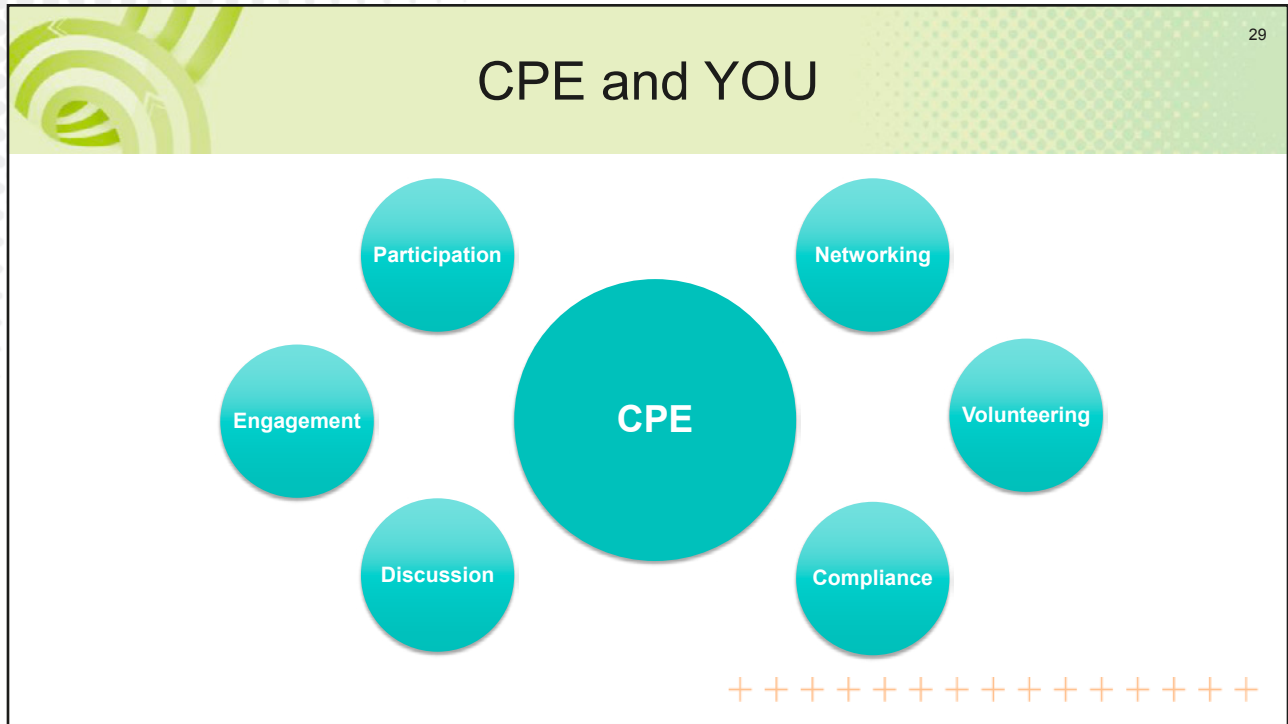 29
CPE and YOU
Participation
Networking
Engagement
CPE
Volunteering
Discussion
Compliance